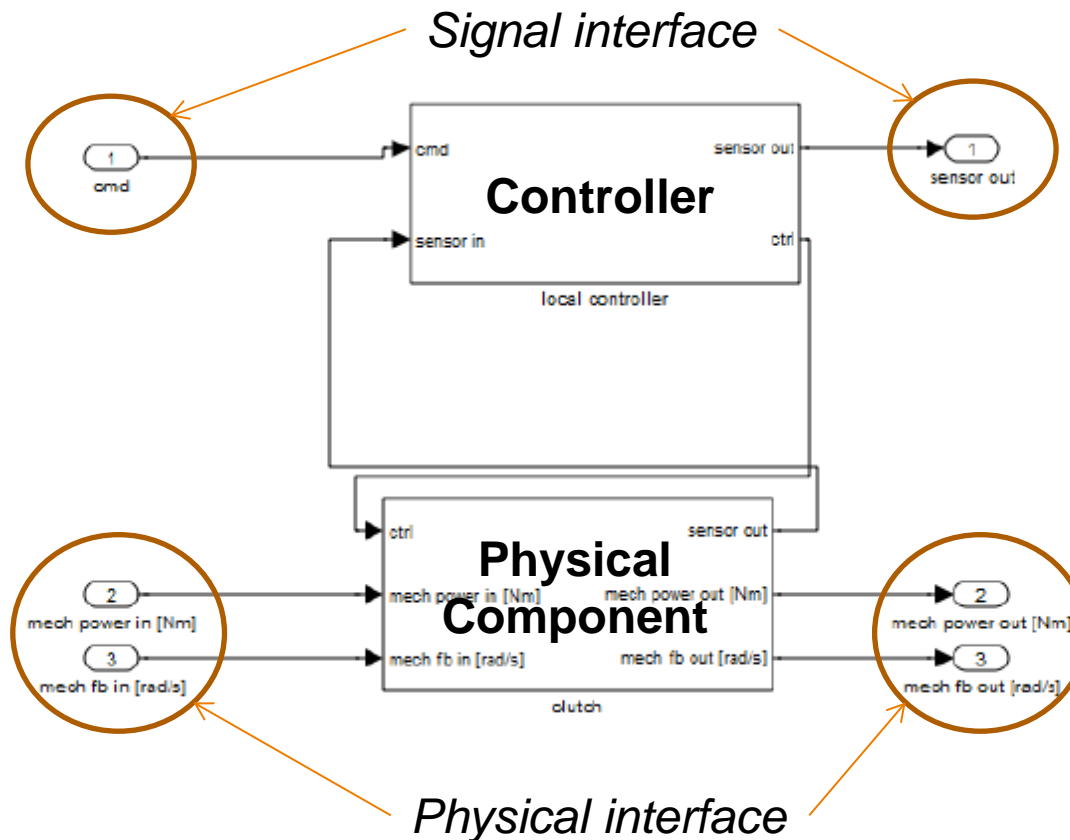 Signal interface
1
cmd
cmd
sensor out
1
sensor out
Controller
sensor in
ctrl
local controller
ctrl
sensor out
Physical
2
mech power in [Nm]
mech power in [Nm]
mech power out [Nm]
2
mech power out [Nm]
Component
3
mech fb in [rad/s]
mech fb in [rad/s]
mech fb out [rad/s]
3
mech fb out [rad/s]
clutch
Physical interface